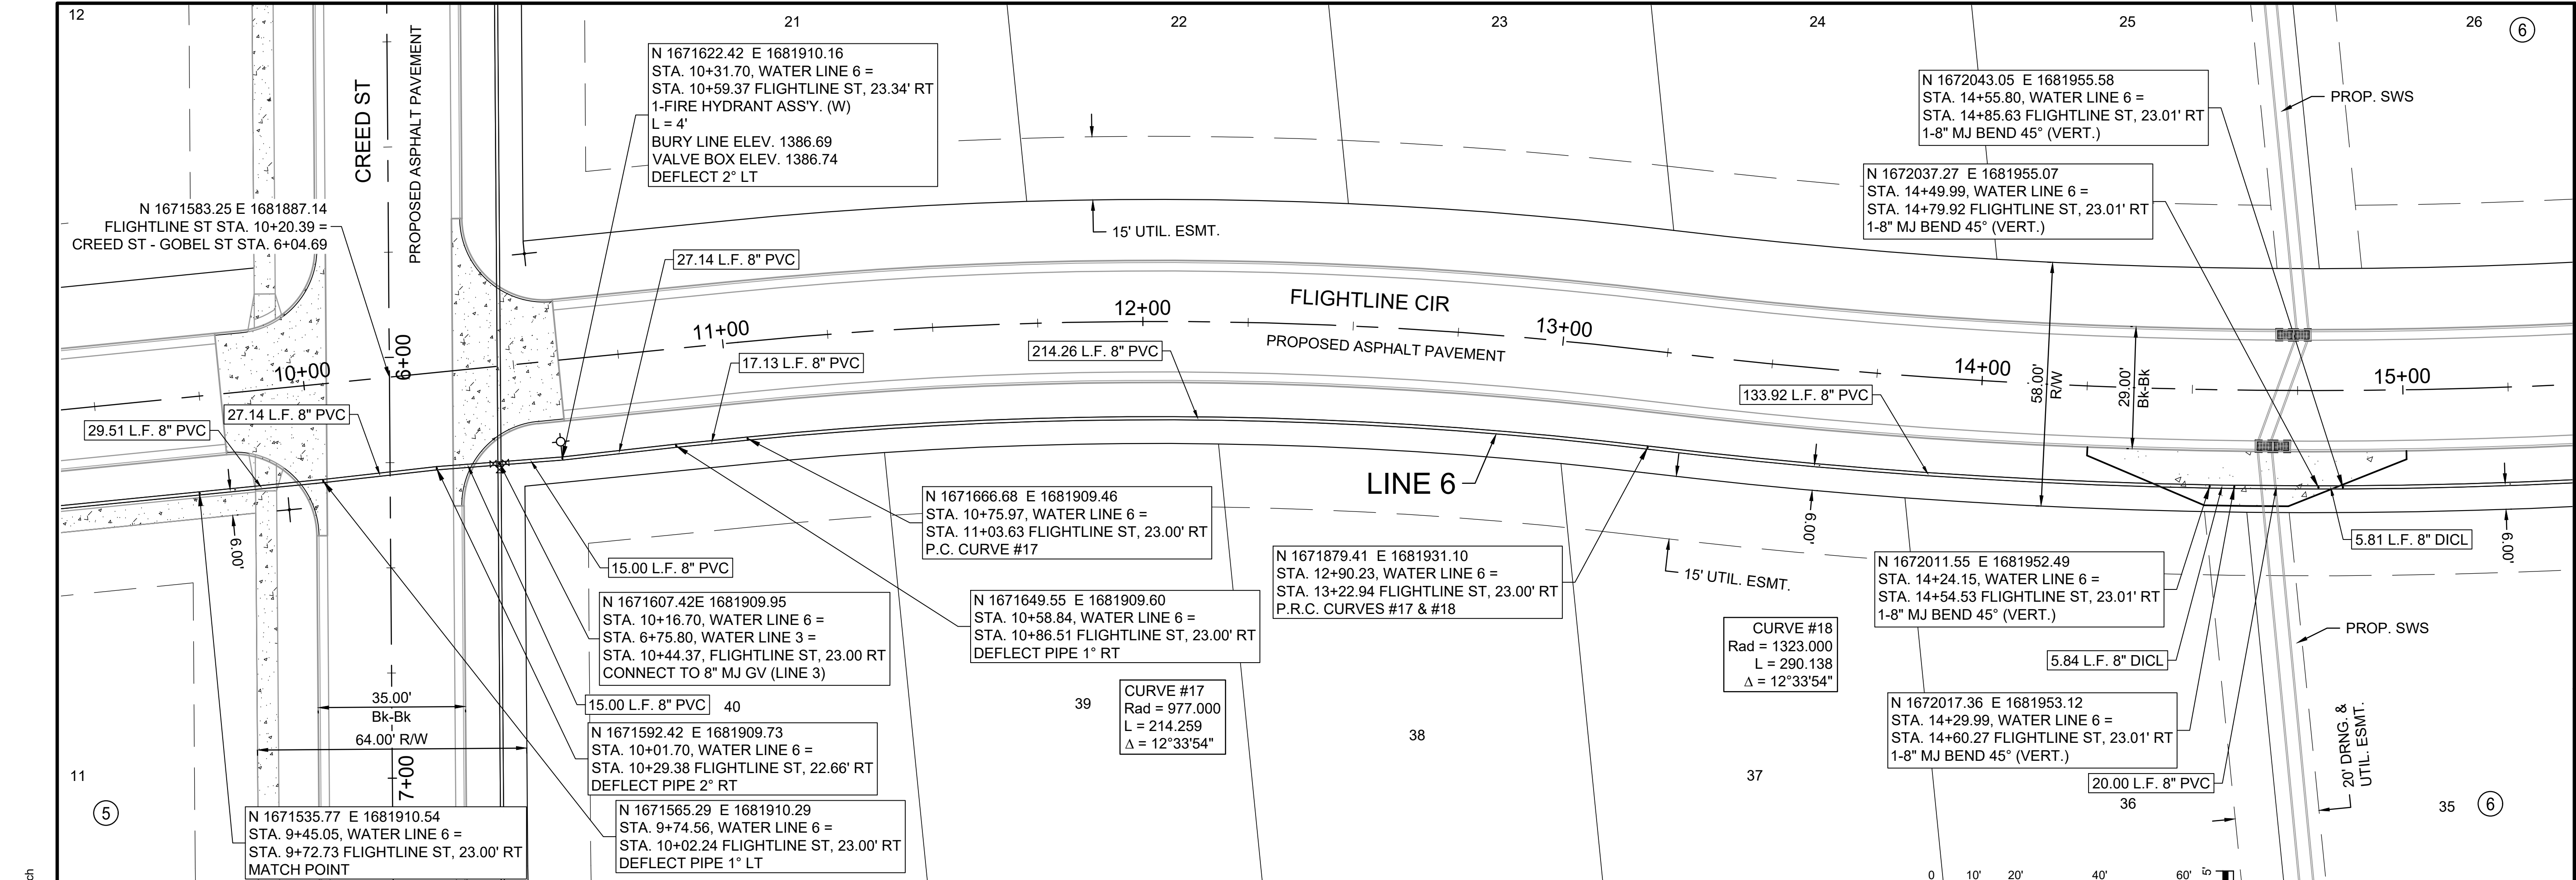 12
21
22
23
24
25
26
6
CREED ST
PROPOSED ASPHALT PAVEMENT
N 1671622.42 E 1681910.16
STA. 10+31.70, WATER LINE 6 =
STA. 10+59.37 FLIGHTLINE ST, 23.34' RT
1-FIRE HYDRANT ASS'Y. (W)
L = 4'
BURY LINE ELEV. 1386.69
VALVE BOX ELEV. 1386.74
DEFLECT 2° LT
N 1672043.05 E 1681955.58
STA. 14+55.80, WATER LINE 6 =
STA. 14+85.63 FLIGHTLINE ST, 23.01' RT
1-8" MJ BEND 45° (VERT.)
PROP. SWS
N 1672037.27 E 1681955.07
STA. 14+49.99, WATER LINE 6 =
STA. 14+79.92 FLIGHTLINE ST, 23.01' RT
1-8" MJ BEND 45° (VERT.)
N 1671583.25 E 1681887.14
FLIGHTLINE ST STA. 10+20.39 =
CREED ST - GOBEL ST STA. 6+04.69
15' UTIL. ESMT.
27.14 L.F. 8" PVC
FLIGHTLINE CIR
PROPOSED ASPHALT PAVEMENT
10+00
6+00
11+00
12+00
13+00
14+00
15+00
17.13 L.F. 8" PVC
214.26 L.F. 8" PVC
133.92 L.F. 8" PVC
58.00'
R/W
29.00'
Bk-Bk
27.14 L.F. 8" PVC
29.51 L.F. 8" PVC
6.00'
LINE 6
6.00'
6.00'
15.00 L.F. 8" PVC
N 1671666.68 E 1681909.46
STA. 10+75.97, WATER LINE 6 =
STA. 11+03.63 FLIGHTLINE ST, 23.00' RT
P.C. CURVE #17
N 1671879.41 E 1681931.10
STA. 12+90.23, WATER LINE 6 =
STA. 13+22.94 FLIGHTLINE ST, 23.00' RT
P.R.C. CURVES #17 & #18
15' UTIL. ESMT.
5.81 L.F. 8" DICL
N 1672011.55 E 1681952.49
STA. 14+24.15, WATER LINE 6 =
STA. 14+54.53 FLIGHTLINE ST, 23.01' RT
1-8" MJ BEND 45° (VERT.)
N 1671607.42E 1681909.95
STA. 10+16.70, WATER LINE 6 =
STA. 6+75.80, WATER LINE 3 =
STA. 10+44.37, FLIGHTLINE ST, 23.00 RT
CONNECT TO 8" MJ GV (LINE 3)
N 1671649.55 E 1681909.60
STA. 10+58.84, WATER LINE 6 =
STA. 10+86.51 FLIGHTLINE ST, 23.00' RT
DEFLECT PIPE 1° RT
CURVE #18
Rad = 1323.000
L = 290.138
Δ = 12°33'54"
PROP. SWS
5.84 L.F. 8" DICL
35.00'
Bk-Bk
64.00' R/W
7+00
15.00 L.F. 8" PVC
40
39
38
37
36
35
6
CURVE #17
Rad = 977.000
L = 214.259
Δ = 12°33'54"
N 1672017.36 E 1681953.12
STA. 14+29.99, WATER LINE 6 =
STA. 14+60.27 FLIGHTLINE ST, 23.01' RT
1-8" MJ BEND 45° (VERT.)
20.00 L.F. 8" PVC
20' DRNG. &
UTIL. ESMT.
N 1671592.42 E 1681909.73
STA. 10+01.70, WATER LINE 6 =
STA. 10+29.38 FLIGHTLINE ST, 22.66' RT
DEFLECT PIPE 2° RT
11
5
N 1671535.77 E 1681910.54
STA. 9+45.05, WATER LINE 6 =
STA. 9+72.73 FLIGHTLINE ST, 23.00' RT
MATCH POINT
N 1671565.29 E 1681910.29
STA. 9+74.56, WATER LINE 6 =
STA. 10+02.24 FLIGHTLINE ST, 23.00' RT
DEFLECT PIPE 1° LT
0 10' 20' 40' 60'
5'
ch